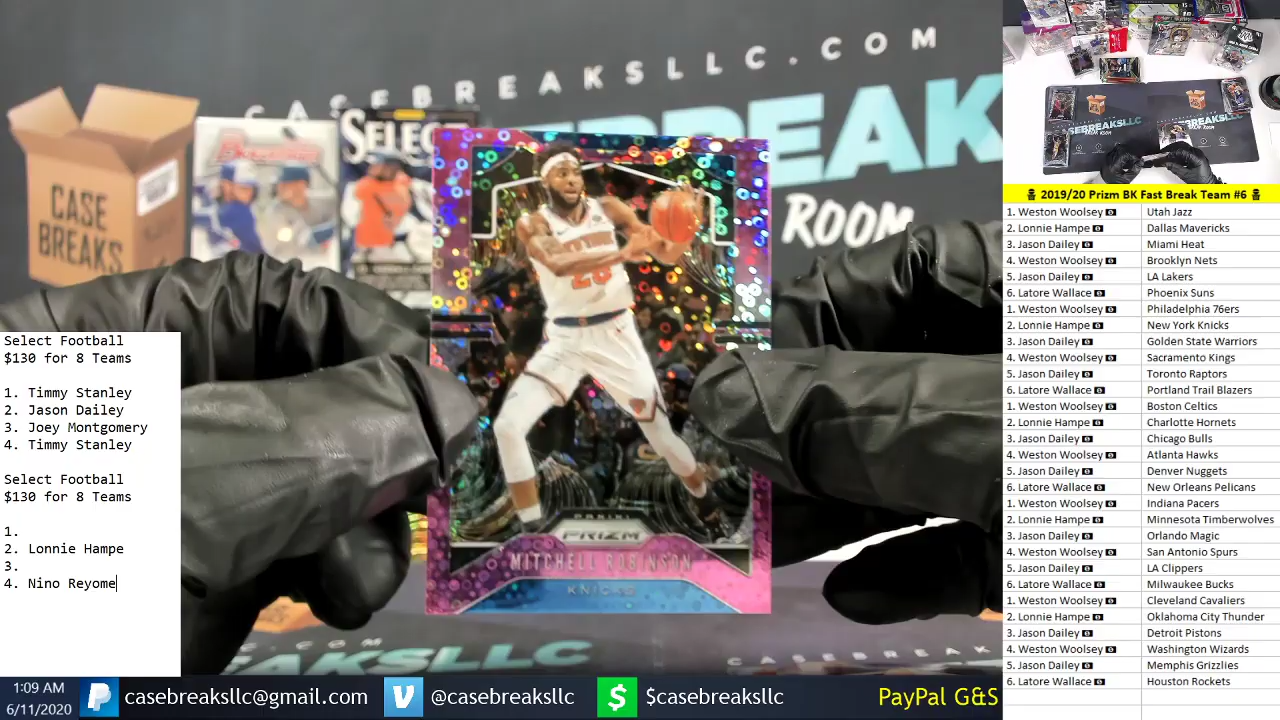 CASEBREAKSLLC.COM
BREAK
ROOM
CASE
BREAKS
Bowman
SELECT
PANINI
PRIZM
MITCHELL ROBINSON
KNICKS
Select Football
$130 for 8 Teams
1. Timmy Stanley
2. Jason Dailey
3. Joey Montgomery
4. Timmy Stanley
Select Football
$130 for 8 Teams
1.
2. Lonnie Hampe
3.
4. Nino Reyome
2019/20 Prizm BK Fast Break Team #6
1. Weston Woolsey Utah Jazz
2. Lonnie Hampe Dallas Mavericks
3. Jason Dailey Miami Heat
4. Weston Woolsey Brooklyn Nets
5. Jason Dailey LA Lakers
6. Latore Wallace Phoenix Suns
1. Weston Woolsey Philadelphia 76ers
2. Lonnie Hampe New York Knicks
3. Jason Dailey Golden State Warriors
4. Weston Woolsey Sacramento Kings
5. Jason Dailey Toronto Raptors
6. Latore Wallace Portland Trail Blazers
1. Weston Woolsey Boston Celtics
2. Lonnie Hampe Charlotte Hornets
3. Jason Dailey Chicago Bulls
4. Weston Woolsey Atlanta Hawks
5. Jason Dailey Denver Nuggets
6. Latore Wallace New Orleans Pelicans
1. Weston Woolsey Indiana Pacers
2. Lonnie Hampe Minnesota Timberwolves
3. Jason Dailey Orlando Magic
4. Weston Woolsey San Antonio Spurs
5. Jason Dailey LA Clippers
6. Latore Wallace Milwaukee Bucks
1. Weston Woolsey Cleveland Cavaliers
2. Lonnie Hampe Oklahoma City Thunder
3. Jason Dailey Detroit Pistons
4. Weston Woolsey Washington Wizards
5. Jason Dailey Memphis Grizzlies
6. Latore Wallace Houston Rockets
1:09 AM
6/11/2020
casebreaksllc@gmail.com
@casebreaksllc
$casebreaksllc
PayPal G&S